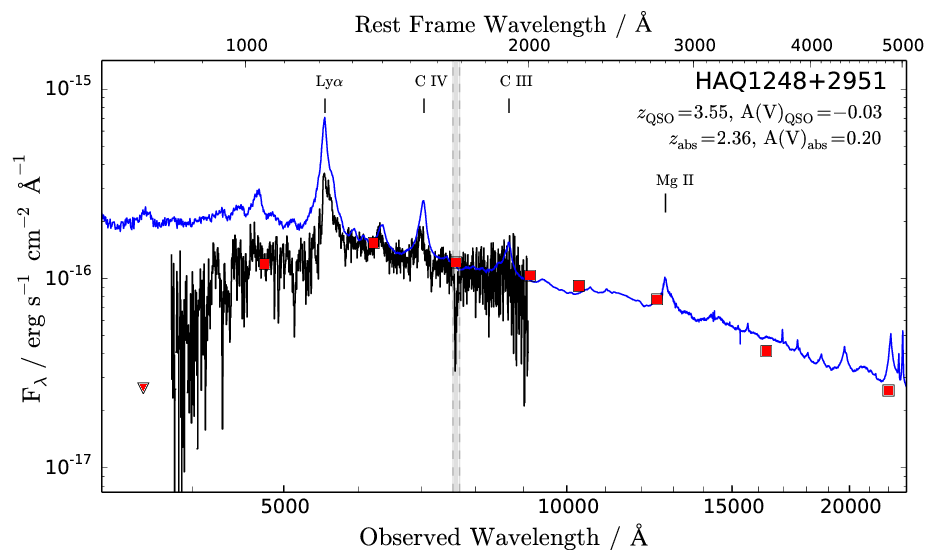 Rest Frame Wavelength / Å
1000 2000 3000 4000 5000
HAQ1248+2951
z_QSO=3.55, A(V)_QSO=−0.03
z_abs=2.36, A(V)_abs=0.20
Lyα C IV C III
Mg II
10^-15
10^-16
10^-17
F_λ / erg s^−1 cm^−2 Å^−1
5000 10000 15000 20000
Observed Wavelength / Å